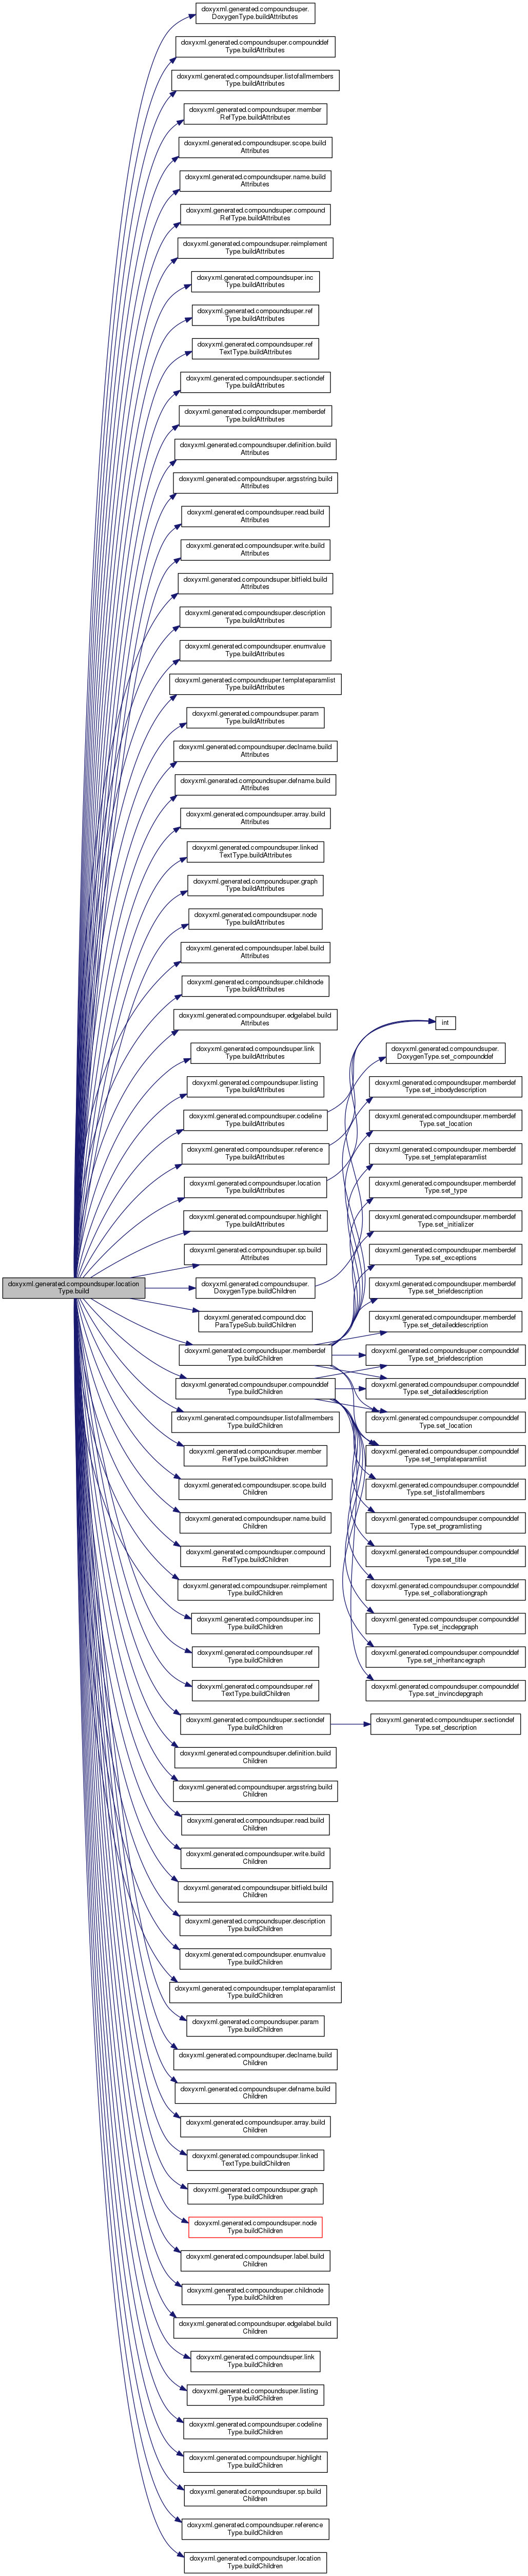 doxyxml.generated.compoundsuper.
DoxygenType.buildAttributes
doxyxml.generated.compoundsuper.compounddef
Type.buildAttributes
doxyxml.generated.compoundsuper.listofallmembers
Type.buildAttributes
doxyxml.generated.compoundsuper.member
RefType.buildAttributes
doxyxml.generated.compoundsuper.scope.build
Attributes
doxyxml.generated.compoundsuper.name.build
Attributes
doxyxml.generated.compoundsuper.compound
RefType.buildAttributes
doxyxml.generated.compoundsuper.reimplement
Type.buildAttributes
doxyxml.generated.compoundsuper.inc
Type.buildAttributes
doxyxml.generated.compoundsuper.ref
Type.buildAttributes
doxyxml.generated.compoundsuper.ref
TextType.buildAttributes
doxyxml.generated.compoundsuper.sectiondef
Type.buildAttributes
doxyxml.generated.compoundsuper.memberdef
Type.buildAttributes
doxyxml.generated.compoundsuper.definition.build
Attributes
doxyxml.generated.compoundsuper.argsstring.build
Attributes
doxyxml.generated.compoundsuper.read.build
Attributes
doxyxml.generated.compoundsuper.write.build
Attributes
doxyxml.generated.compoundsuper.bitfield.build
Attributes
doxyxml.generated.compoundsuper.description
Type.buildAttributes
doxyxml.generated.compoundsuper.enumvalue
Type.buildAttributes
doxyxml.generated.compoundsuper.templateparamlist
Type.buildAttributes
doxyxml.generated.compoundsuper.param
Type.buildAttributes
doxyxml.generated.compoundsuper.declname.build
Attributes
doxyxml.generated.compoundsuper.defname.build
Attributes
doxyxml.generated.compoundsuper.array.build
Attributes
doxyxml.generated.compoundsuper.linked
TextType.buildAttributes
doxyxml.generated.compoundsuper.graph
Type.buildAttributes
doxyxml.generated.compoundsuper.node
Type.buildAttributes
doxyxml.generated.compoundsuper.label.build
Attributes
doxyxml.generated.compoundsuper.childnode
Type.buildAttributes
doxyxml.generated.compoundsuper.edgelabel.build
Attributes
doxyxml.generated.compoundsuper.link
Type.buildAttributes
doxyxml.generated.compoundsuper.listing
Type.buildAttributes
doxyxml.generated.compoundsuper.codeline
Type.buildAttributes
doxyxml.generated.compoundsuper.reference
Type.buildAttributes
doxyxml.generated.compoundsuper.location
Type.buildAttributes
doxyxml.generated.compoundsuper.highlight
Type.buildAttributes
doxyxml.generated.compoundsuper.sp.build
Attributes
doxyxml.generated.compoundsuper.location
Type.build
doxyxml.generated.compoundsuper.
DoxygenType.buildChildren
doxyxml.generated.compound.doc
ParaTypeSub.buildChildren
doxyxml.generated.compoundsuper.memberdef
Type.buildChildren
doxyxml.generated.compoundsuper.compounddef
Type.buildChildren
doxyxml.generated.compoundsuper.listofallmembers
Type.buildChildren
doxyxml.generated.compoundsuper.member
RefType.buildChildren
doxyxml.generated.compoundsuper.scope.build
Children
doxyxml.generated.compoundsuper.name.build
Children
doxyxml.generated.compoundsuper.compound
RefType.buildChildren
doxyxml.generated.compoundsuper.reimplement
Type.buildChildren
doxyxml.generated.compoundsuper.inc
Type.buildChildren
doxyxml.generated.compoundsuper.ref
Type.buildChildren
doxyxml.generated.compoundsuper.ref
TextType.buildChildren
doxyxml.generated.compoundsuper.sectiondef
Type.buildChildren
doxyxml.generated.compoundsuper.definition.build
Children
doxyxml.generated.compoundsuper.argsstring.build
Children
doxyxml.generated.compoundsuper.read.build
Children
doxyxml.generated.compoundsuper.write.build
Children
doxyxml.generated.compoundsuper.bitfield.build
Children
doxyxml.generated.compoundsuper.description
Type.buildChildren
doxyxml.generated.compoundsuper.enumvalue
Type.buildChildren
doxyxml.generated.compoundsuper.templateparamlist
Type.buildChildren
doxyxml.generated.compoundsuper.param
Type.buildChildren
doxyxml.generated.compoundsuper.declname.build
Children
doxyxml.generated.compoundsuper.defname.build
Children
doxyxml.generated.compoundsuper.array.build
Children
doxyxml.generated.compoundsuper.linked
TextType.buildChildren
doxyxml.generated.compoundsuper.graph
Type.buildChildren
doxyxml.generated.compoundsuper.node
Type.buildChildren
doxyxml.generated.compoundsuper.label.build
Children
doxyxml.generated.compoundsuper.childnode
Type.buildChildren
doxyxml.generated.compoundsuper.edgelabel.build
Children
doxyxml.generated.compoundsuper.link
Type.buildChildren
doxyxml.generated.compoundsuper.listing
Type.buildChildren
doxyxml.generated.compoundsuper.codeline
Type.buildChildren
doxyxml.generated.compoundsuper.highlight
Type.buildChildren
doxyxml.generated.compoundsuper.sp.build
Children
doxyxml.generated.compoundsuper.reference
Type.buildChildren
doxyxml.generated.compoundsuper.location
Type.buildChildren
int
doxyxml.generated.compoundsuper.
DoxygenType.set_compounddef
doxyxml.generated.compoundsuper.memberdef
Type.set_inbodydescription
doxyxml.generated.compoundsuper.memberdef
Type.set_location
doxyxml.generated.compoundsuper.memberdef
Type.set_templateparamlist
doxyxml.generated.compoundsuper.memberdef
Type.set_type
doxyxml.generated.compoundsuper.memberdef
Type.set_initializer
doxyxml.generated.compoundsuper.memberdef
Type.set_exceptions
doxyxml.generated.compoundsuper.memberdef
Type.set_briefdescription
doxyxml.generated.compoundsuper.memberdef
Type.set_detaileddescription
doxyxml.generated.compoundsuper.compounddef
Type.set_briefdescription
doxyxml.generated.compoundsuper.compounddef
Type.set_detaileddescription
doxyxml.generated.compoundsuper.compounddef
Type.set_location
doxyxml.generated.compoundsuper.compounddef
Type.set_templateparamlist
doxyxml.generated.compoundsuper.compounddef
Type.set_listofallmembers
doxyxml.generated.compoundsuper.compounddef
Type.set_programlisting
doxyxml.generated.compoundsuper.compounddef
Type.set_title
doxyxml.generated.compoundsuper.compounddef
Type.set_collaborationgraph
doxyxml.generated.compoundsuper.compounddef
Type.set_incdepgraph
doxyxml.generated.compoundsuper.compounddef
Type.set_inheritancegraph
doxyxml.generated.compoundsuper.compounddef
Type.set_invincdepgraph
doxyxml.generated.compoundsuper.sectiondef
Type.set_description